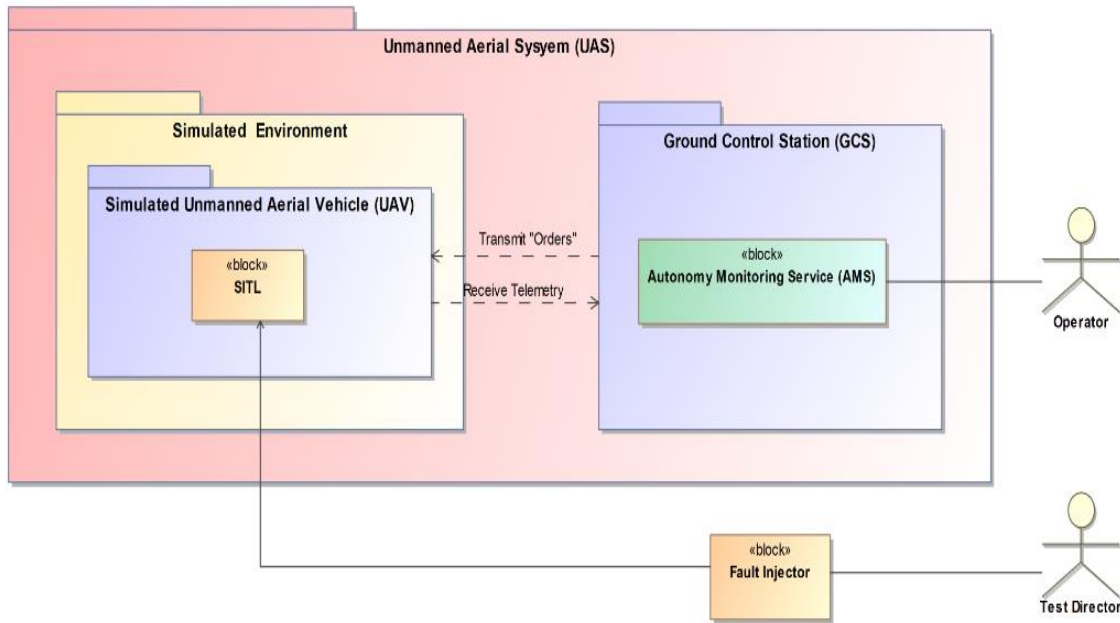 Unmanned Aerial Sysyem (UAS)
Simulated Environment
Ground Control Station (GCS)
Simulated Unmanned Aerial Vehicle (UAV)
Transmit "Orders"
«block»
SITL
«block»
Autonomy Monitoring Service (AMS)
Receive Telemetry
Operator
«block»
Fault Injector
Test Director